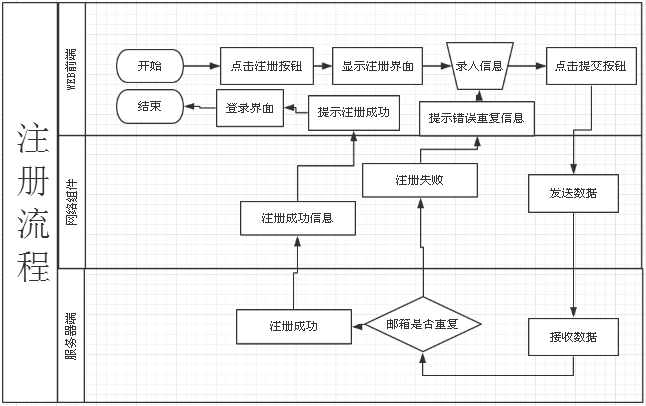 注册流程
WEB前端
开始
点击注册按钮
显示注册界面
录入信息
点击提交按钮
结束
登录界面
提示注册成功
提示错误重复信息
网络组件
注册成功信息
注册失败
发送数据
服务器端
注册成功
邮箱是否重复
接收数据